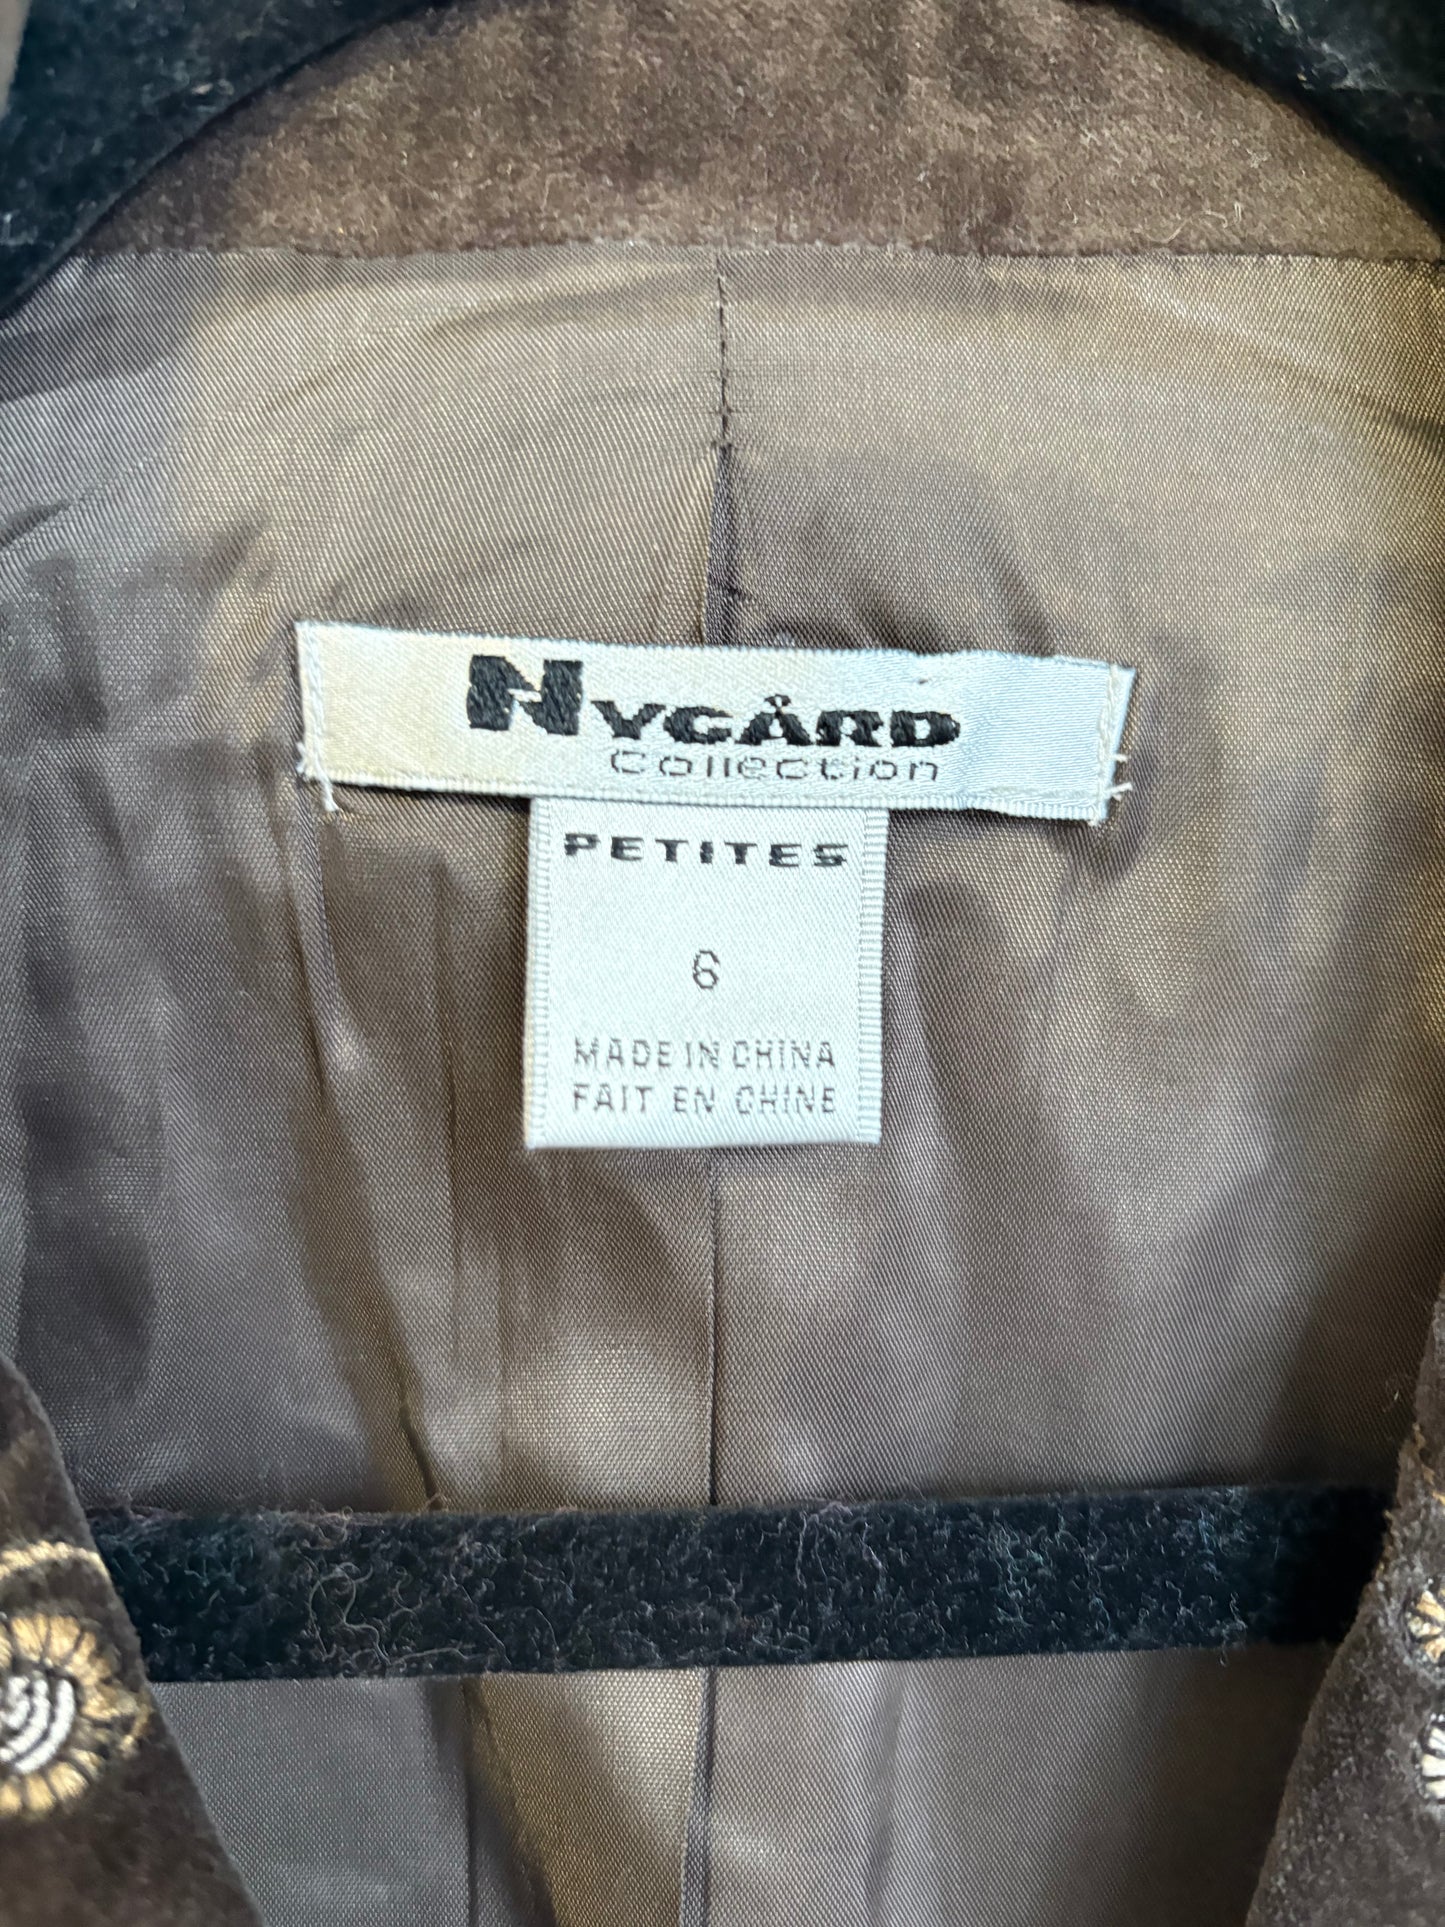 NYGÅRD
Collection
PETITES
6
MADE IN CHINA
FAIT EN CHINE